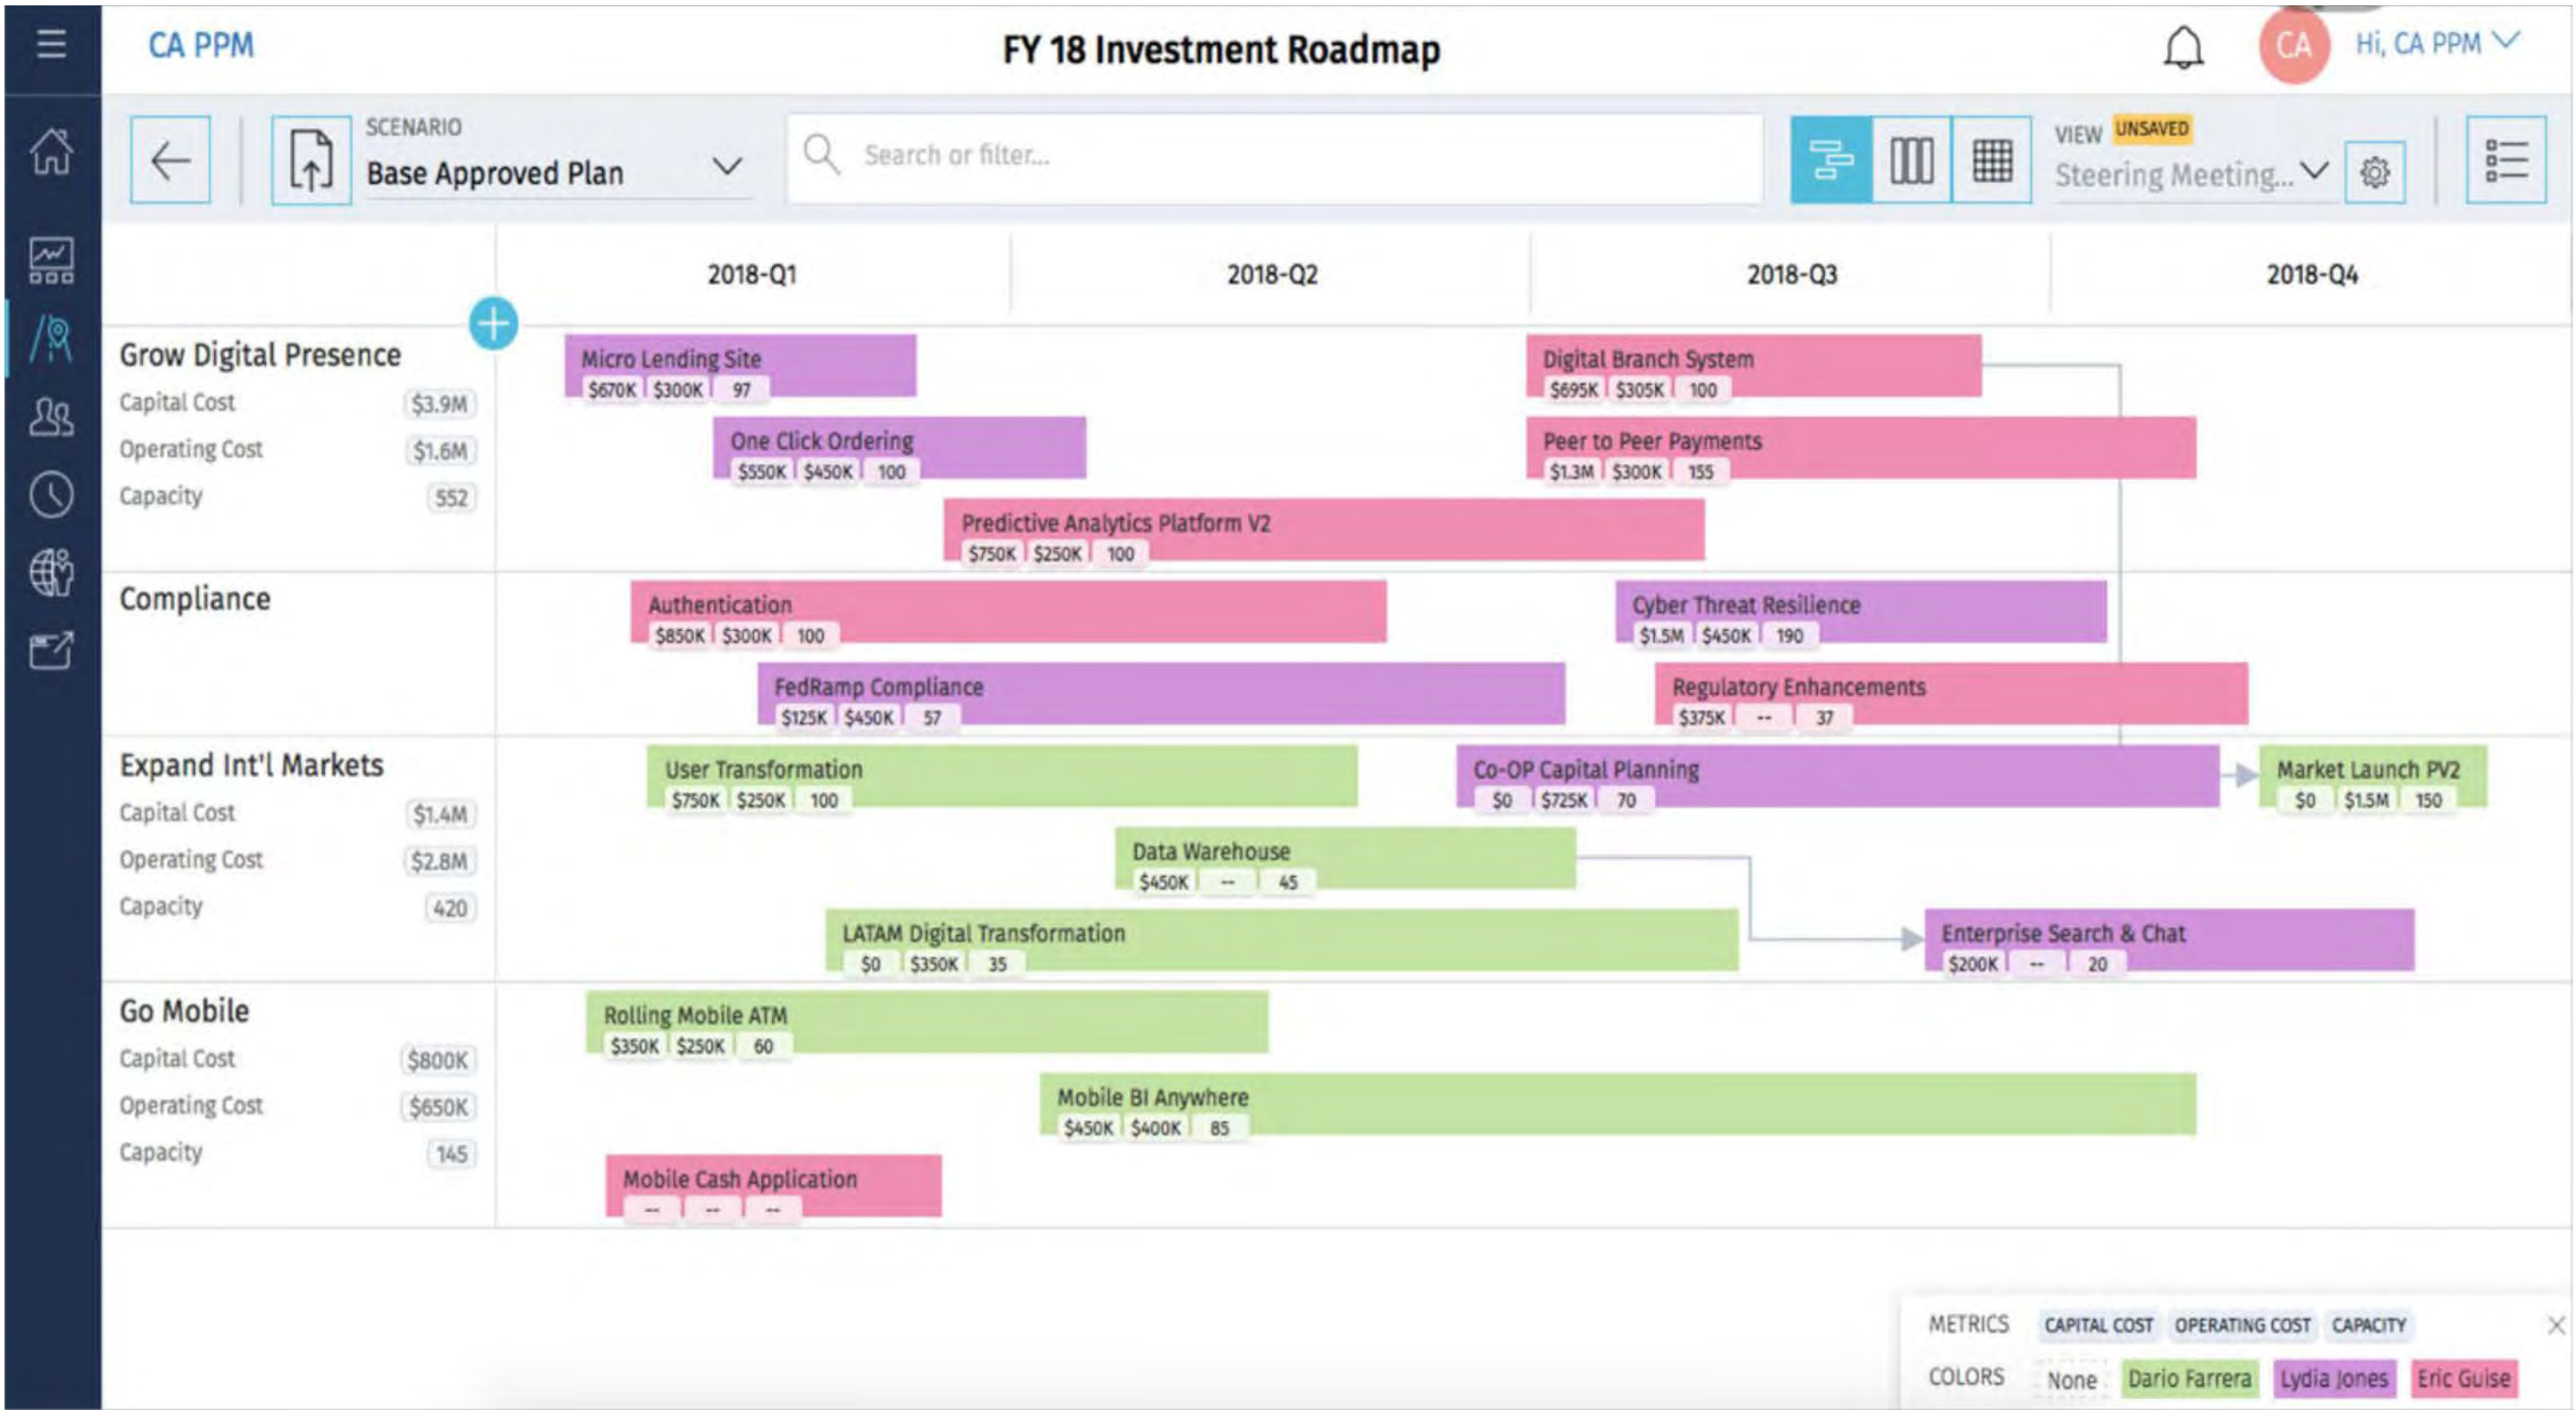 CA PPM
FY 18 Investment Roadmap
CA
Hi, CA PPM
SCENARIO
Base Approved Plan
Search or filter...
VIEW UNSAVED
Steering Meeting...
2018-Q1 2018-Q2 2018-Q3 2018-Q4
Grow Digital Presence
Capital Cost $3.9M
Operating Cost $1.6M
Capacity 552
Micro Lending Site
$670K $300K 97
Digital Branch System
$695K $305K 100
One Click Ordering
$550K $450K 100
Peer to Peer Payments
$1.3M $300K 155
Predictive Analytics Platform V2
$750K $250K 100
Compliance
Authentication
$850K $300K 100
Cyber Threat Resilience
$1.5M $450K 190
FedRamp Compliance
$125K $450K 57
Regulatory Enhancements
$375K -- 37
Expand Int'l Markets
Capital Cost $1.4M
Operating Cost $2.8M
Capacity 420
User Transformation
$750K $250K 100
Co-OP Capital Planning
$0 $725K 70
Market Launch PV2
$0 $1.5M 150
Data Warehouse
$450K -- 45
LATAM Digital Transformation
$0 $350K 35
Enterprise Search & Chat
$200K -- 20
Go Mobile
Capital Cost $800K
Operating Cost $650K
Capacity 145
Rolling Mobile ATM
$350K $250K 60
Mobile BI Anywhere
$450K $400K 85
Mobile Cash Application
-- -- --
METRICS CAPITAL COST OPERATING COST CAPACITY
COLORS None Dario Farrera Lydia Jones Eric Guise